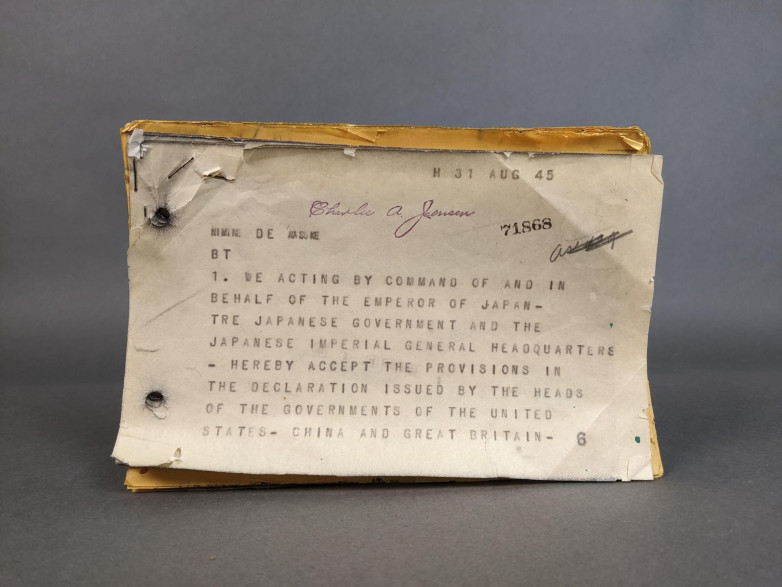 H 31 AUG 45
Charlie A. Jensen
71868
DE
BT
1. WE ACTING BY COMMAND OF AND IN
BEHALF OF THE EMPEROR OF JAPAN-
TRE JAPANESE GOVERNMENT AND THE
JAPANESE IMPERIAL GENERAL HEADQUARTERS
- HEREBY ACCEPT THE PROVISIONS IN
THE DECLARATION ISSUED BY THE HEADS
OF THE GOVERNMENTS OF THE UNITED
STATES- CHINA AND GREAT BRITAIN- 6